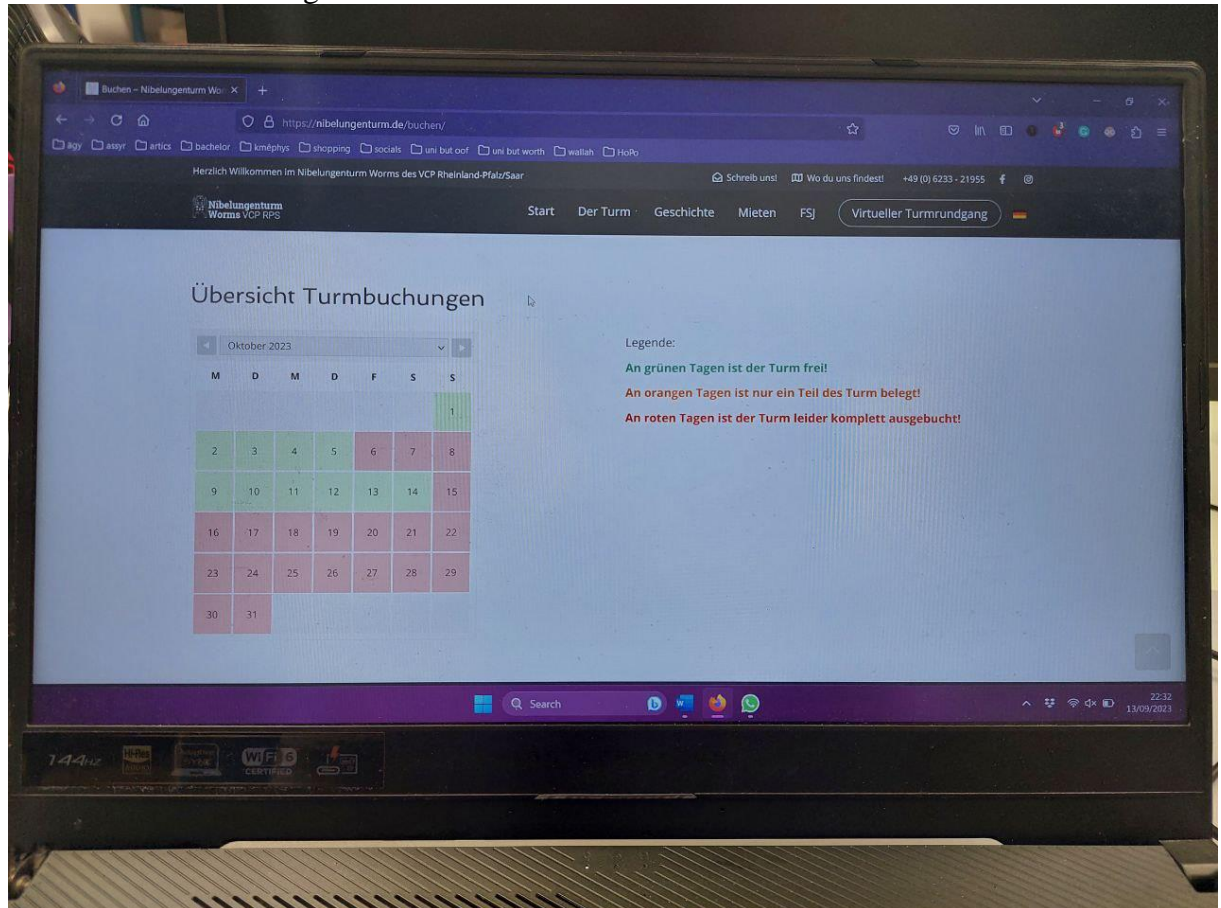 Buchen – Nibelungenturm Wor
https://nibelungenturm.de/buchen/
agy assyr artics bachelor kmêphys shopping socials uni but oof uni but worth wallah HoPo
Herzlich Willkommen im Nibelungenturm Worms des VCP Rheinland-Pfalz/Saar Schreib uns! Wo du uns findest! +49 (0) 6233 - 21955
Nibelungenturm
Worms VCP RPS
Start Der Turm Geschichte Mieten FSJ Virtueller Turmrundgang
Übersicht Turmbuchungen
Oktober 2023
M D M D F S S
1
2 3 4 5 6 7 8
9 10 11 12 13 14 15
16 17 18 19 20 21 22
23 24 25 26 27 28 29
30 31
Legende:
An grünen Tagen ist der Turm frei!
An orangen Tagen ist nur ein Teil des Turm belegt!
An roten Tagen ist der Turm leider komplett ausgebucht!
Search
22:32
13/09/2023
144HZ
Hi-Res
AUDIO
WiFi 6
CERTIFIED